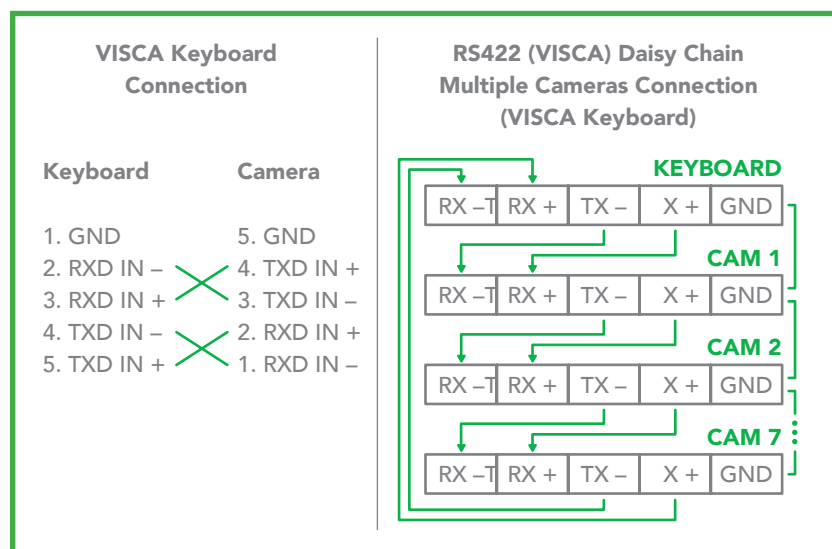 VISCA Keyboard
Connection
Keyboard Camera
1. GND 5. GND
2. RXD IN – 4. TXD IN +
3. RXD IN + 3. TXD IN –
4. TXD IN – 2. RXD IN +
5. TXD IN + 1. RXD IN –
RS422 (VISCA) Daisy Chain
Multiple Cameras Connection
(VISCA Keyboard)
KEYBOARD
RX –T RX + TX – X + GND
CAM 1
RX –T RX + TX – X + GND
CAM 2
RX –T RX + TX – X + GND
CAM 7
RX –T RX + TX – X + GND